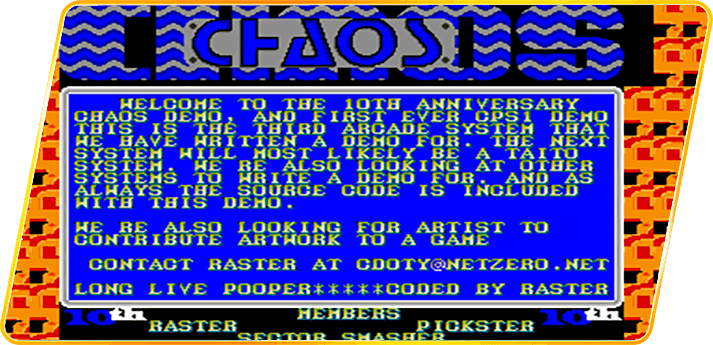 CHAOS
CHAOS
WELCOME TO THE 10TH ANNIVERSARY
CHAOS DEMO, AND FIRST EVER CPS1 DEMO
THIS IS THE THIRD ARCADE SYSTEM THAT
WE HAVE WRITTEN A DEMO FOR. THE NEXT
SYSTEM WILL MOST LIKELY BE A TAITO
SYSTEM. WE RE ALSO LOOKING AT OTHER
SYSTEMS TO WRITE A DEMO FOR, AND AS
ALWAYS THE SOURCE CODE IS INCLUDED
WITH THIS DEMO.
WE RE ALSO LOOKING FOR ARTIST TO
CONTRIBUTE ARTWORK TO A GAME
CONTACT RASTER AT CDOTY@NETZERO.NET
LONG LIVE POOPER*****CODED BY RASTER
10th MEMBERS 10th
RASTER PICKSTER
SECTOR SMASHER